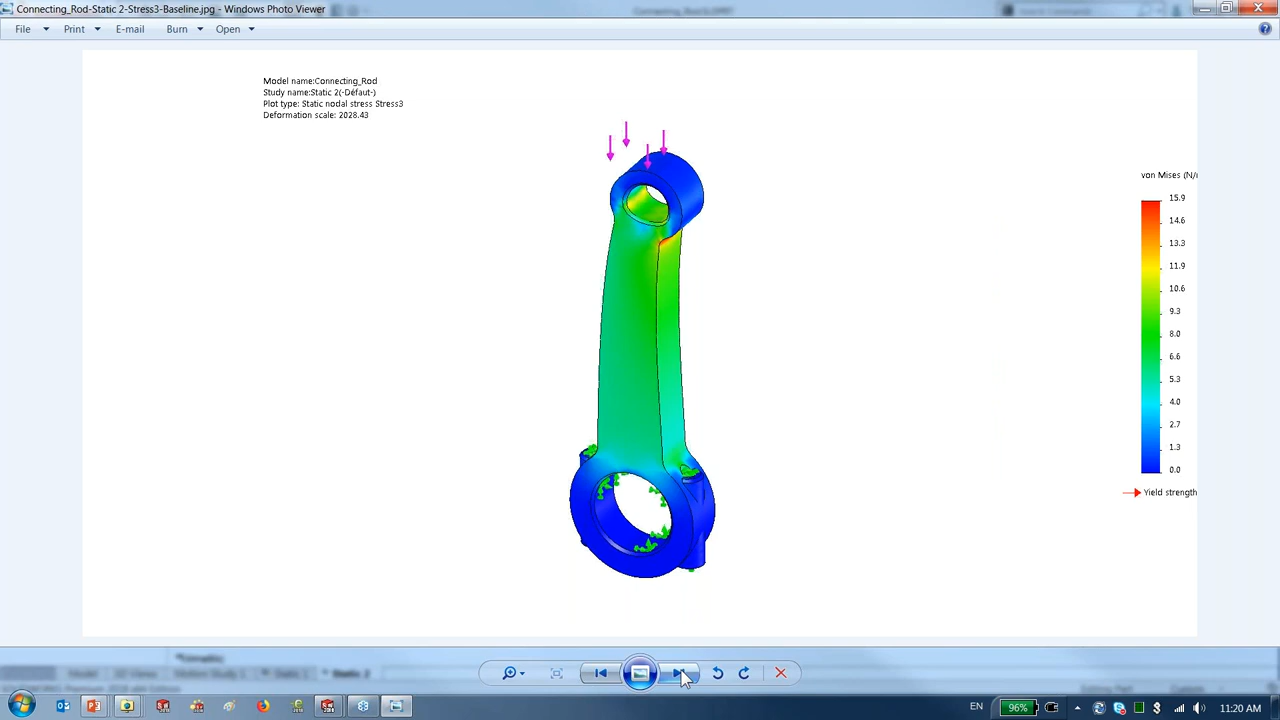 Connecting_Rod-Static 2-Stress3-Baseline.jpg - Windows Photo Viewer
File Print E-mail Burn Open
Model name:Connecting_Rod
Study name:Static 2(-Défaut-)
Plot type: Static nodal stress Stress3
Deformation scale: 2028.43
von Mises (N/
15.9
14.6
13.3
11.9
10.6
9.3
8.0
6.6
5.3
4.0
2.7
1.3
0.0
Yield strength
EN
96%
11:20 AM